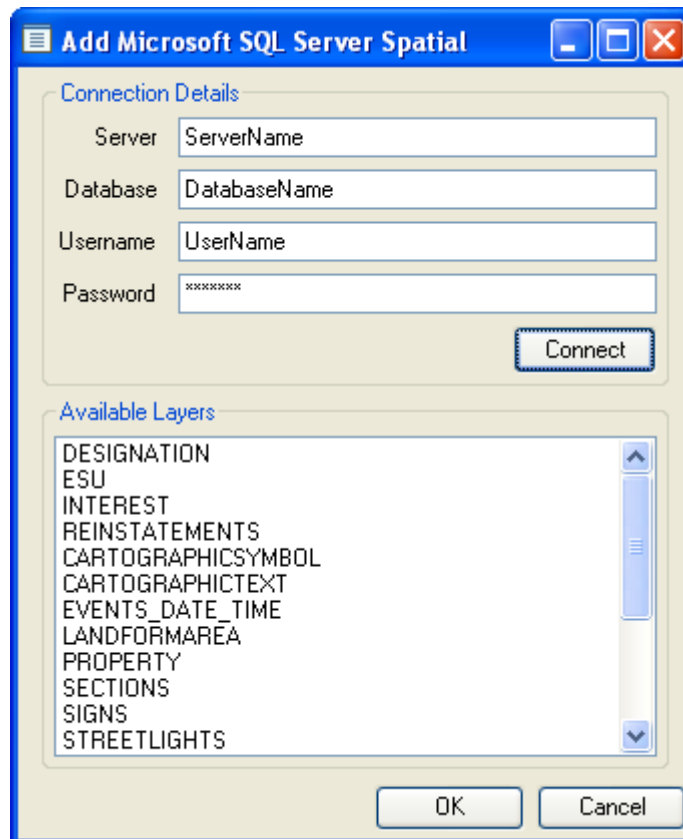 Add Microsoft SQL Server Spatial
Connection Details
Server ServerName
Database DatabaseName
Username UserName
Password *******
Connect
Available Layers
DESIGNATION
ESU
INTEREST
REINSTATEMENTS
CARTOGRAPHICSYMBOL
CARTOGRAPHICTEXT
EVENTS_DATE_TIME
LANDFORMAREA
PROPERTY
SECTIONS
SIGNS
STREETLIGHTS
OK Cancel